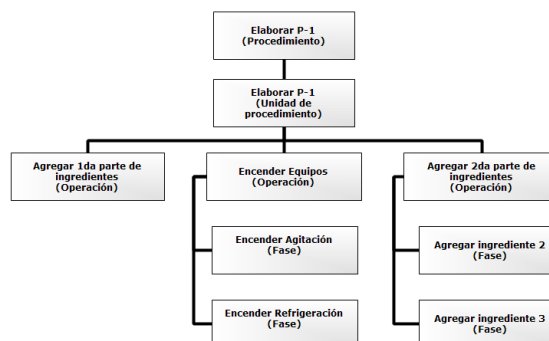 Elaborar P-1
(Procedimiento)
Elaborar P-1
(Unidad de
procedimiento)
Agregar 1da parte de
ingredientes
(Operación)
Encender Equipos
(Operación)
Agregar 2da parte de
ingredientes
(Operación)
Encender Agitación
(Fase)
Agregar ingrediente 2
(Fase)
Encender Refrigeración
(Fase)
Agregar ingrediente 3
(Fase)